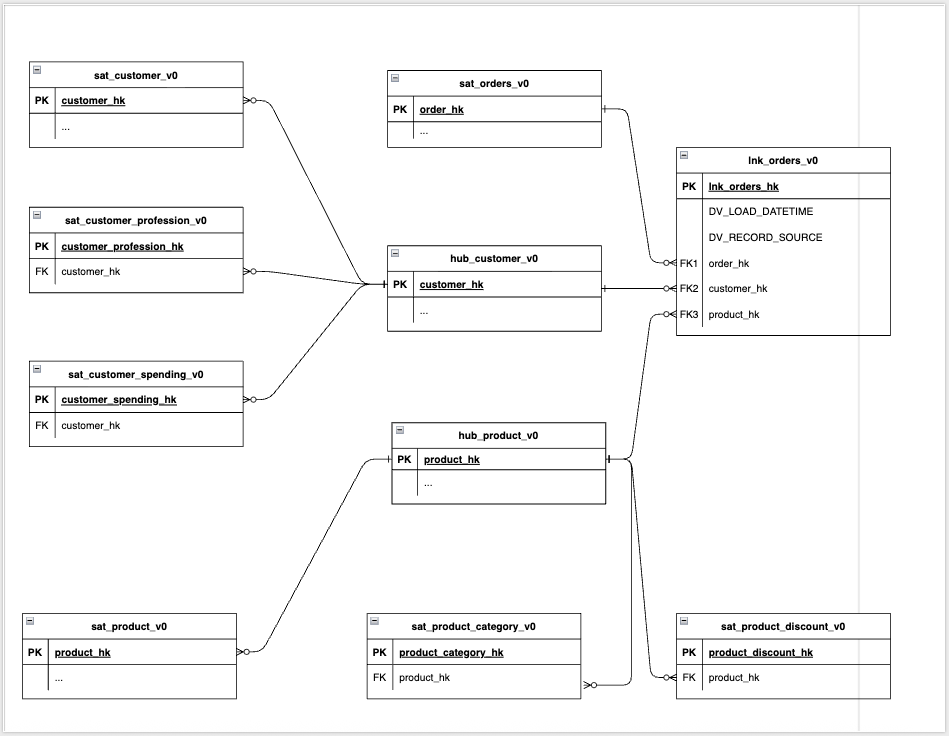 sat_customer_v0
PK customer_hk
...
sat_orders_v0
PK order_hk
...
lnk_orders_v0
PK lnk_orders_hk
DV_LOAD_DATETIME
DV_RECORD_SOURCE
FK1 order_hk
FK2 customer_hk
FK3 product_hk
sat_customer_profession_v0
PK customer_profession_hk
FK customer_hk
hub_customer_v0
PK customer_hk
...
sat_customer_spending_v0
PK customer_spending_hk
FK customer_hk
hub_product_v0
PK product_hk
...
sat_product_v0
PK product_hk
...
sat_product_category_v0
PK product_category_hk
FK product_hk
sat_product_discount_v0
PK product_discount_hk
FK product_hk